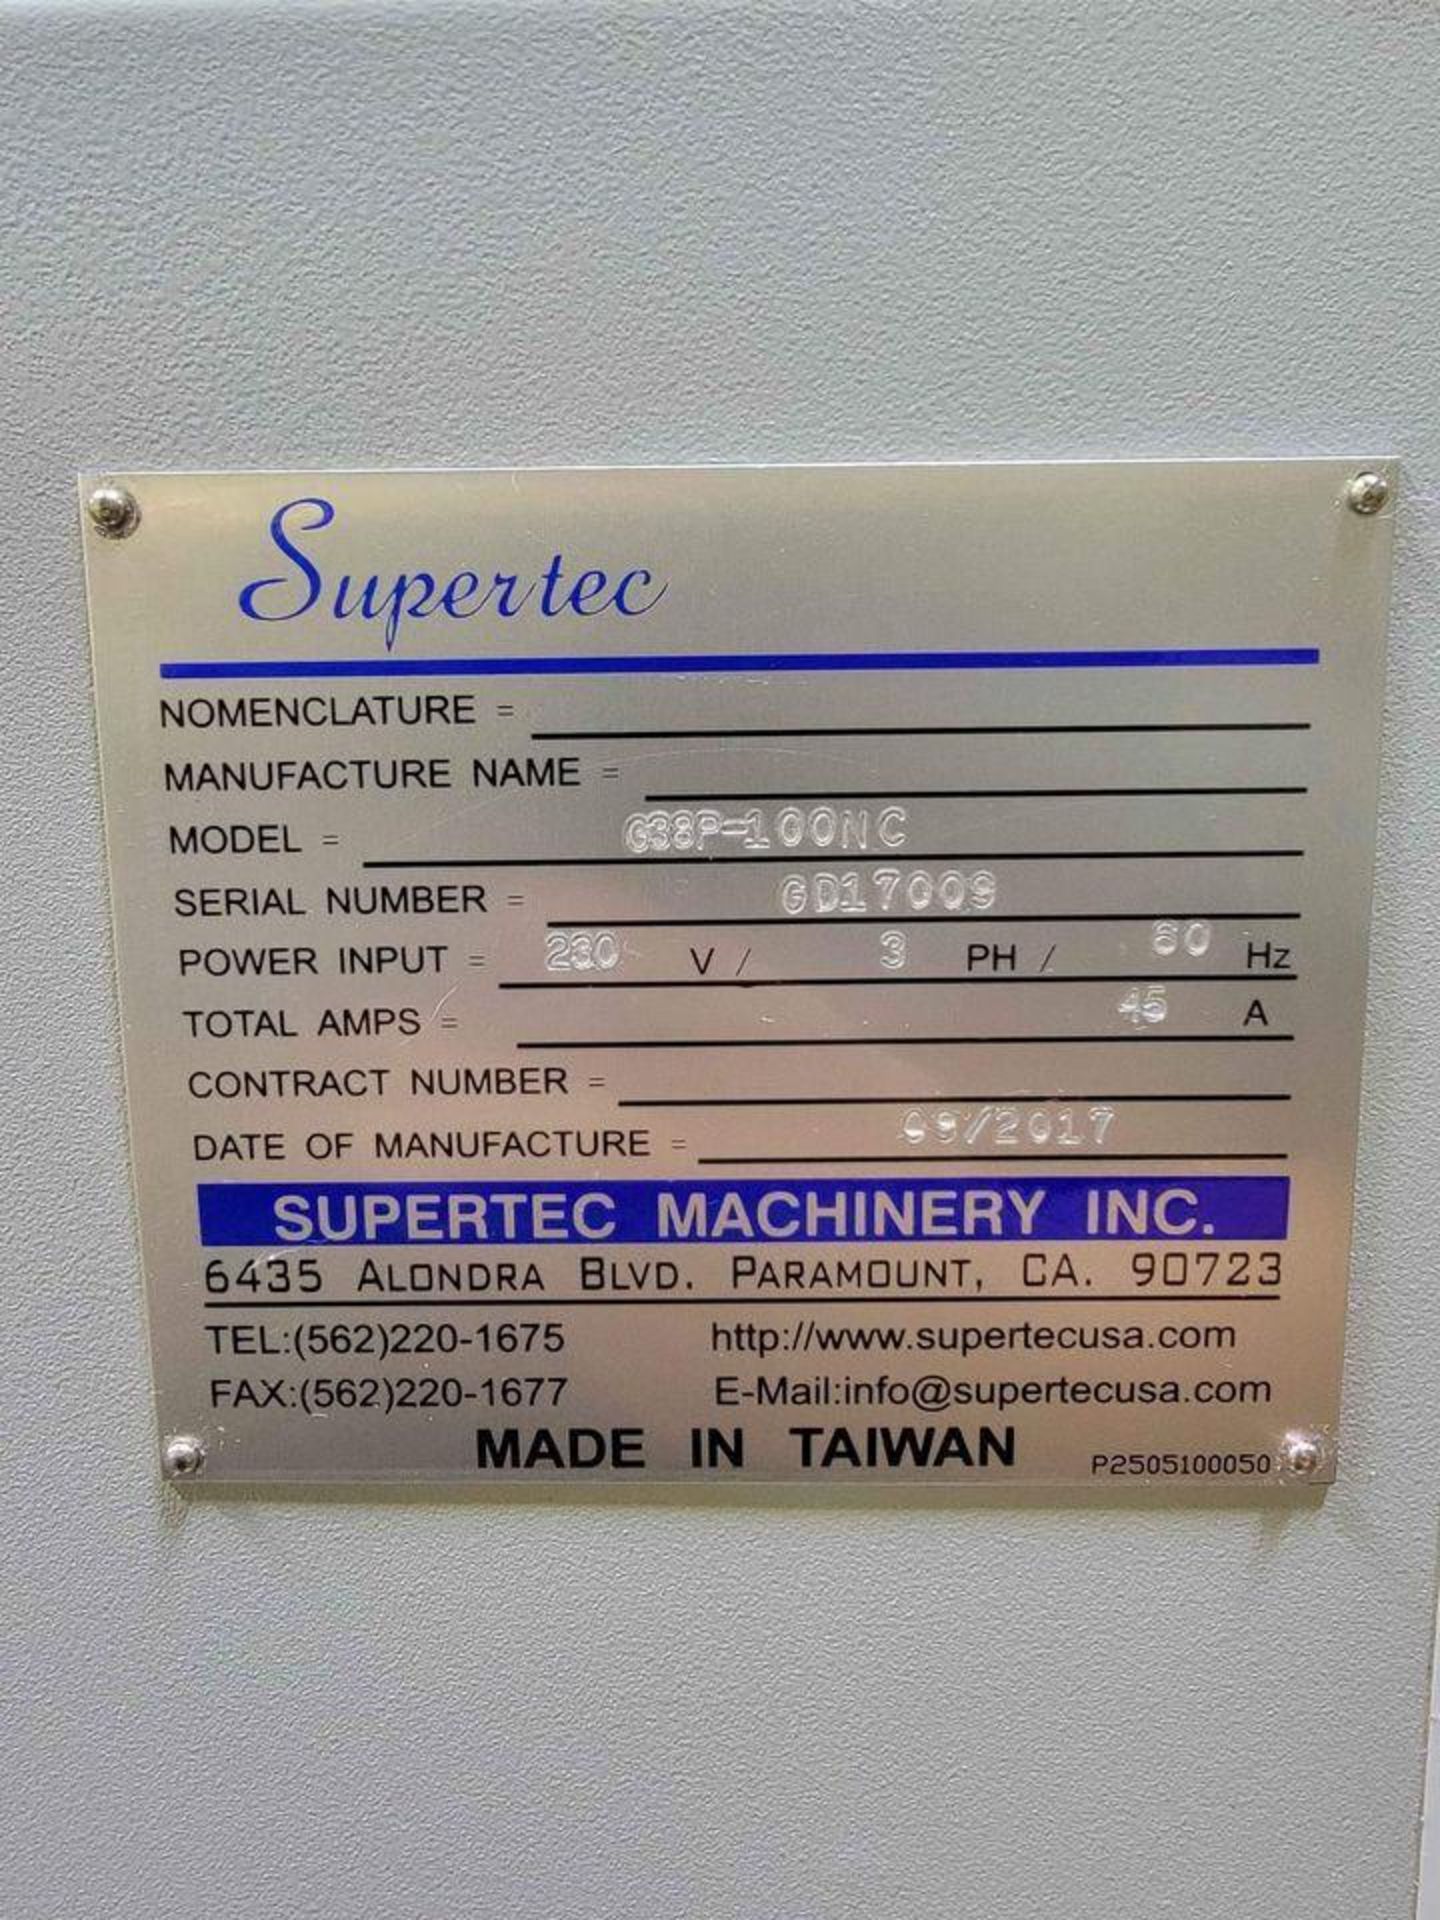 Supertec
NOMENCLATURE =
MANUFACTURE NAME =
MODEL = G38P-100NC
SERIAL NUMBER = GD17009
POWER INPUT = 230 V / 3 PH / 60 Hz
TOTAL AMPS = 45 A
CONTRACT NUMBER =
DATE OF MANUFACTURE = 09/2017
SUPERTEC MACHINERY INC.
6435 ALONDRA BLVD. PARAMOUNT, CA. 90723
TEL:(562)220-1675 http://www.supertecusa.com
FAX:(562)220-1677 E-Mail:info@supertecusa.com
MADE IN TAIWAN P2505100050